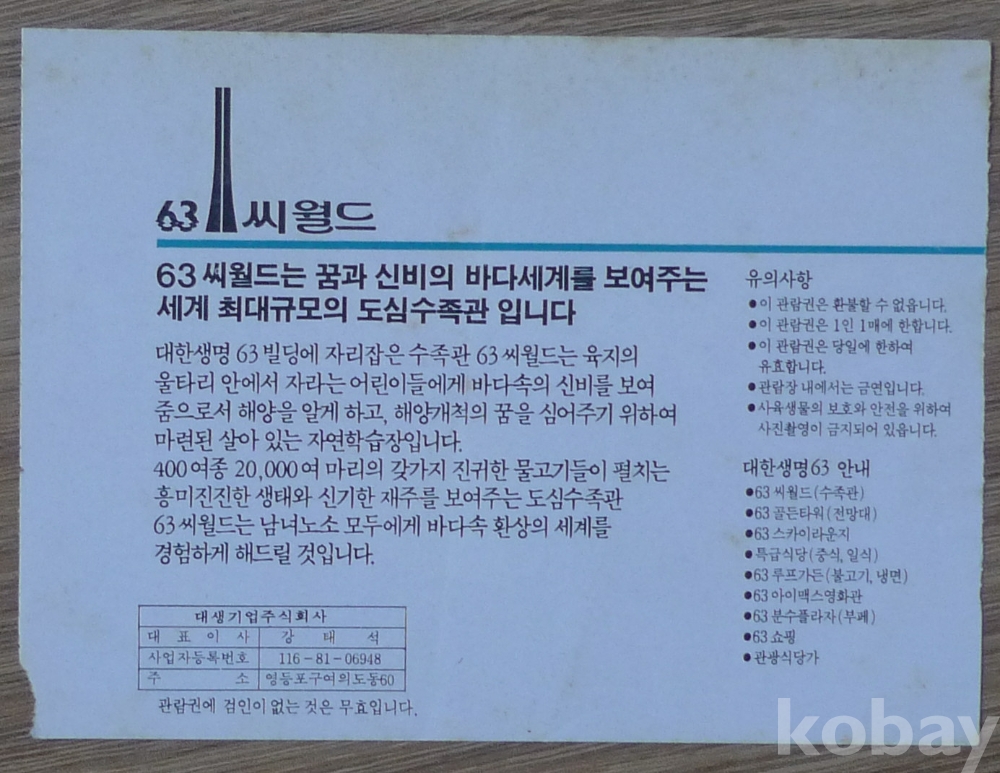 63 씨월드
63 씨월드는 꿈과 신비의 바다세계를 보여주는
세계 최대규모의 도심수족관 입니다
대한생명 63 빌딩에 자리잡은 수족관 63 씨월드는 육지의
울타리 안에서 자라는 어린이들에게 바다속의 신비를 보여
줌으로서 해양을 알게 하고, 해양개척의 꿈을 심어주기 위하여
마련된 살아 있는 자연학습장입니다.
400여종 20,000여 마리의 갖가지 진귀한 물고기들이 펼치는
흥미진진한 생태와 신기한 재주를 보여주는 도심수족관
63 씨월드는 남녀노소 모두에게 바다속 환상의 세계를
경험하게 해드릴 것입니다.
대생기업주식회사
대 표 이 사 강 태 석
사업자등록번호 116-81-06948
주 소 영등포구여의도동60
관람권에 검인이 없는 것은 무효입니다.
유의사항
●이 관람권은 환불할 수 없읍니다.
●이 관람권은 1인 1매에 한합니다.
●이 관람권은 당일에 한하여
유효합니다.
●관람장 내에서는 금연입니다.
●사육생물의 보호와 안전을 위하여
사진촬영이 금지되어 있읍니다.
대한생명63 안내
●63 씨월드(수족관)
●63 골든타워(전망대)
●63 스카이라운지
●특급식당(중식, 일식)
●63 루프가든(불고기, 냉면)
●63 아이맥스영화관
●63 분수플라자(부페)
●63 쇼핑
●관광식당가
kobay